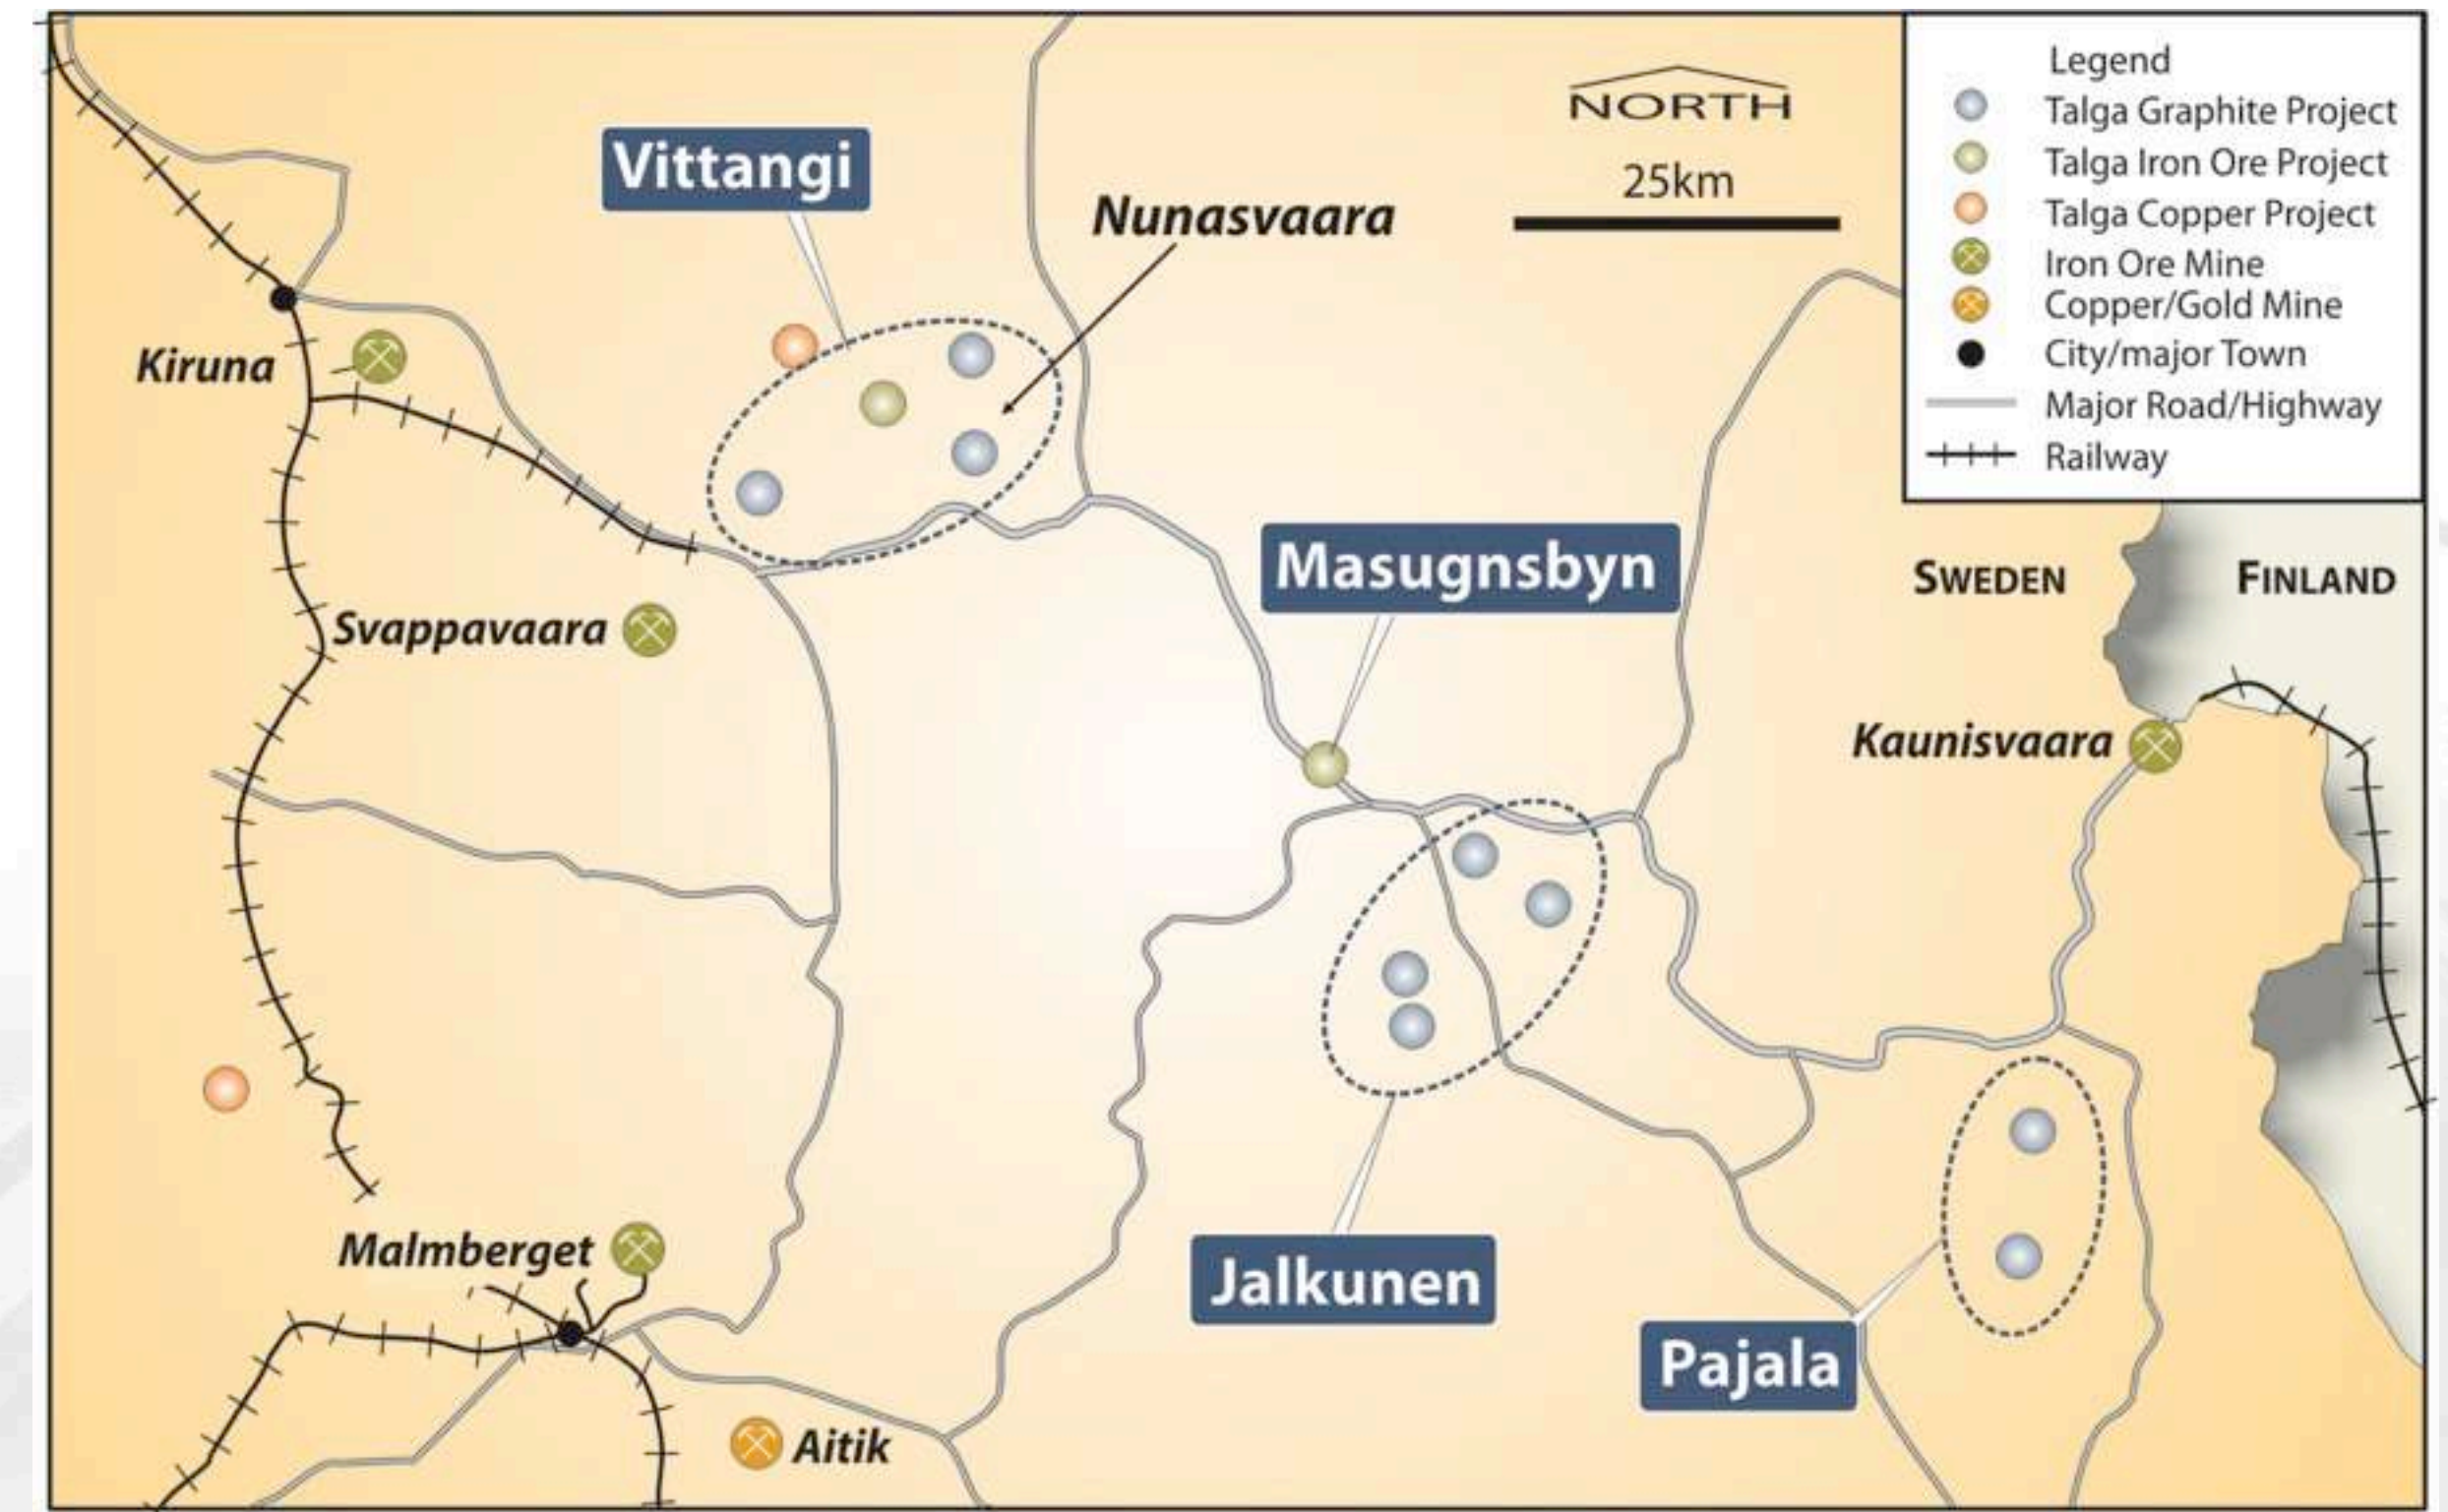 Legend
Talga Graphite Project
Talga Iron Ore Project
Talga Copper Project
Iron Ore Mine
Copper/Gold Mine
City/major Town
Major Road/Highway
Railway
NORTH
25km
Vittangi
Nunasvaara
Kiruna
Masugnsbyn
SWEDEN
FINLAND
Svappavaara
Kaunisvaara
Malmberget
Jalkunen
Pajala
Aitik